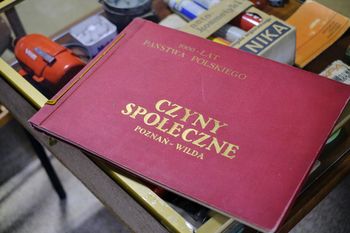 1000-LAT
PAŃSTWA POLSKIEGO
CZYNY
SPOŁECZNE
POZNAŃ - WILDA
NIKA